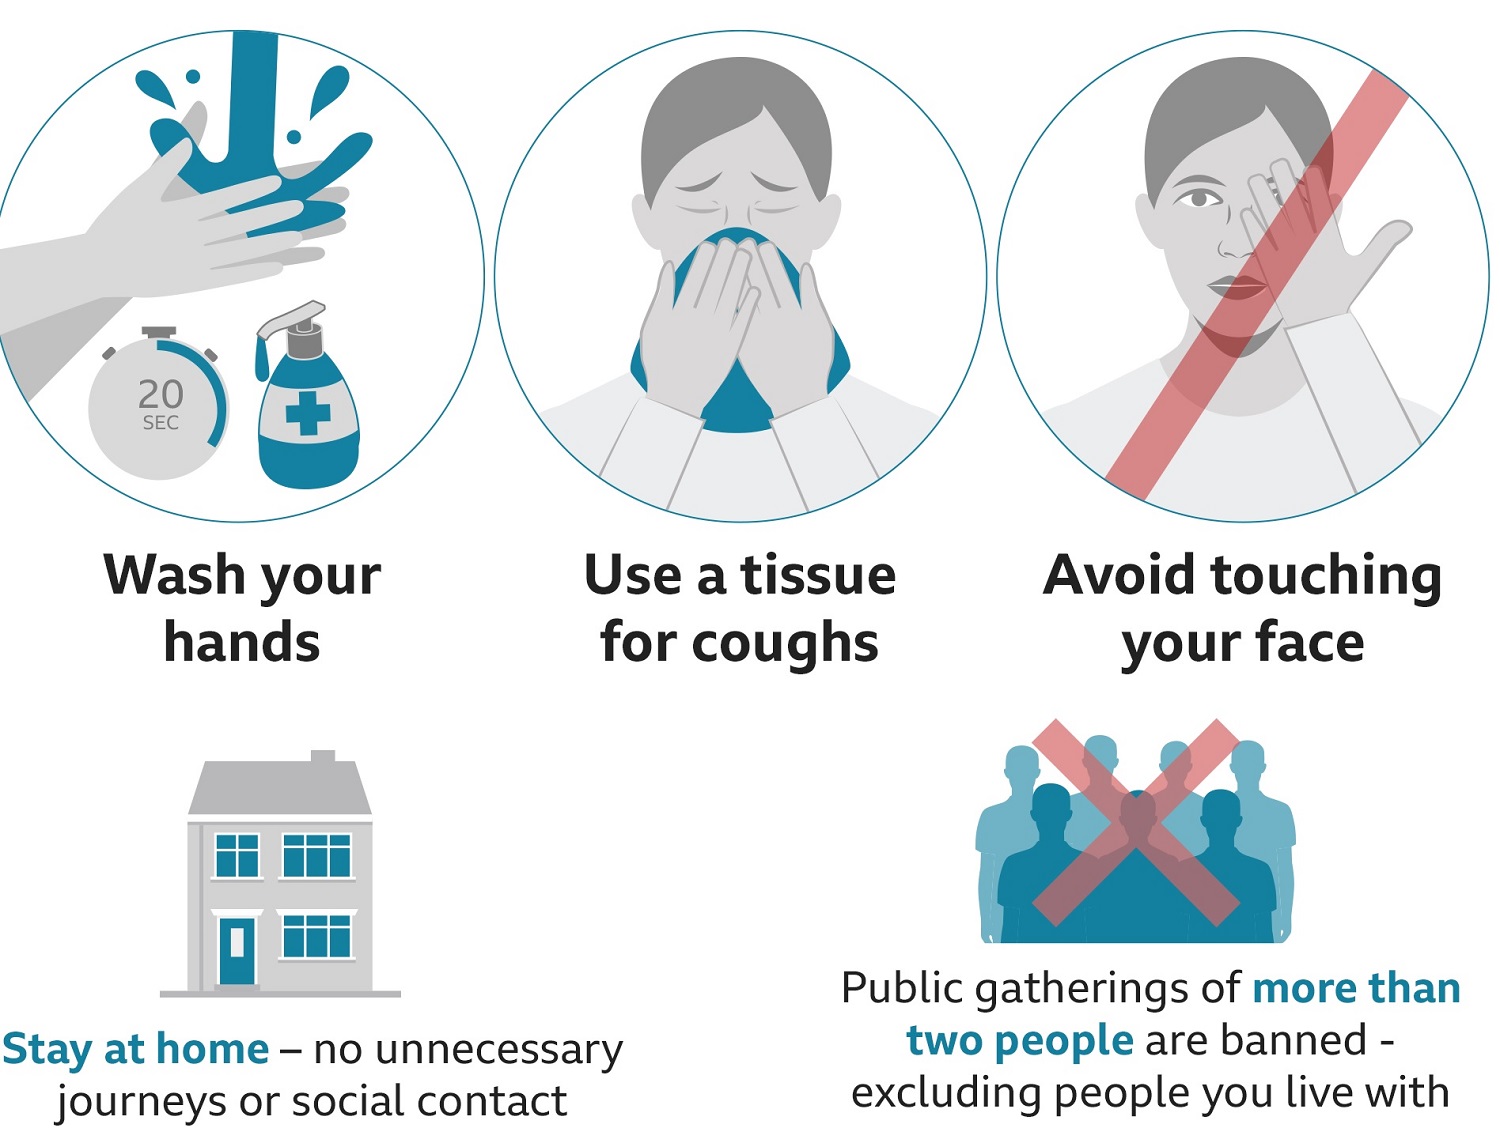 20
SEC
Wash your
hands
Use a tissue
for coughs
Avoid touching
your face
Stay at home – no unnecessary
journeys or social contact
Public gatherings of more than
two people are banned -
excluding people you live with